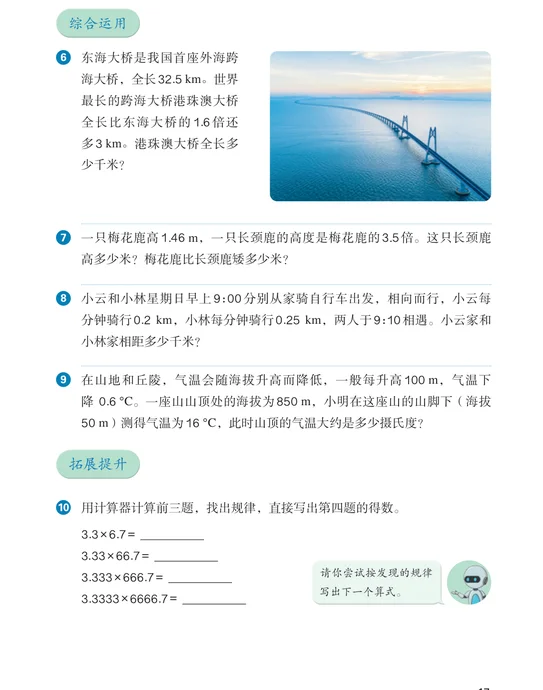 综合运用
6 东海大桥是我国首座外海跨
海大桥，全长32.5 km。世界
最长的跨海大桥港珠澳大桥
全长比东海大桥的1.6倍还
多3 km。港珠澳大桥全长多
少千米？
7 一只梅花鹿高1.46 m，一只长颈鹿的高度是梅花鹿的3.5倍。这只长颈鹿
高多少米？梅花鹿比长颈鹿矮多少米？
8 小云和小林星期日早上9:00分别从家骑自行车出发，相向而行，小云每
分钟骑行0.2 km，小林每分钟骑行0.25 km，两人于9:10相遇。小云家和
小林家相距多少千米？
9 在山地和丘陵，气温会随海拔升高而降低，一般每升高100 m，气温下
降 0.6 ℃。一座山山顶处的海拔为850 m，小明在这座山的山脚下（海拔
50 m）测得气温为16 ℃，此时山顶的气温大约是多少摄氏度？
拓展提升
10 用计算器计算前三题，找出规律，直接写出第四题的得数。
3.3×6.7=
3.33×66.7=
3.333×666.7=
3.3333×6666.7=
请你尝试按发现的规律
写出下一个算式。